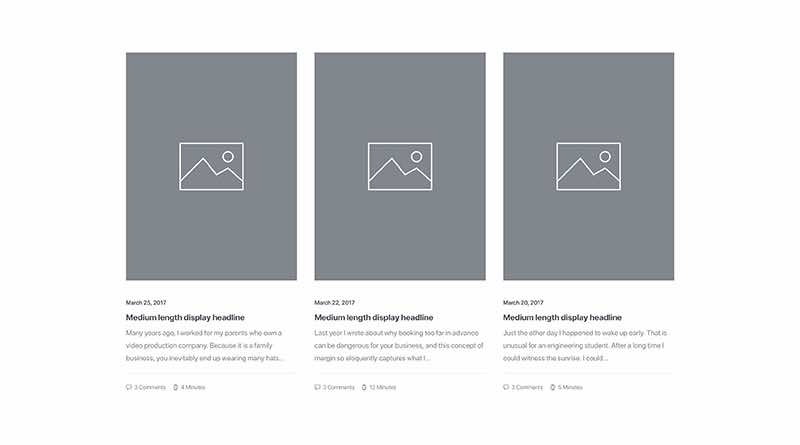 March 25, 2017
Medium length display headline
Many years ago, I worked for my parents who own a
video production company. Because it is a family
business, you inevitably end up wearing many hats...
3 Comments 4 Minutes
March 22, 2017
Medium length display headline
Last year I wrote about why booking too far in advance
can be dangerous for your business, and this concept of
margin so eloquently captures what I...
3 Comments 12 Minutes
March 20, 2017
Medium length display headline
Just the other day I happened to wake up early. That is
unusual for an engineering student. After a long time I
could witness the sunrise. I could...
3 Comments 5 Minutes